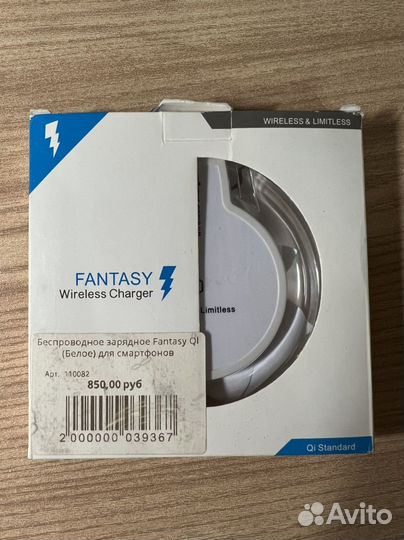 WIRELESS & LIMITLESS
FANTASY
Wireless Charger
Limitless
Беспроводное зарядное Fantasy QI
(Белое) для смартфонов
Арт. 110082
850,00 руб
2 000000 039367
Qi Standard
Avito